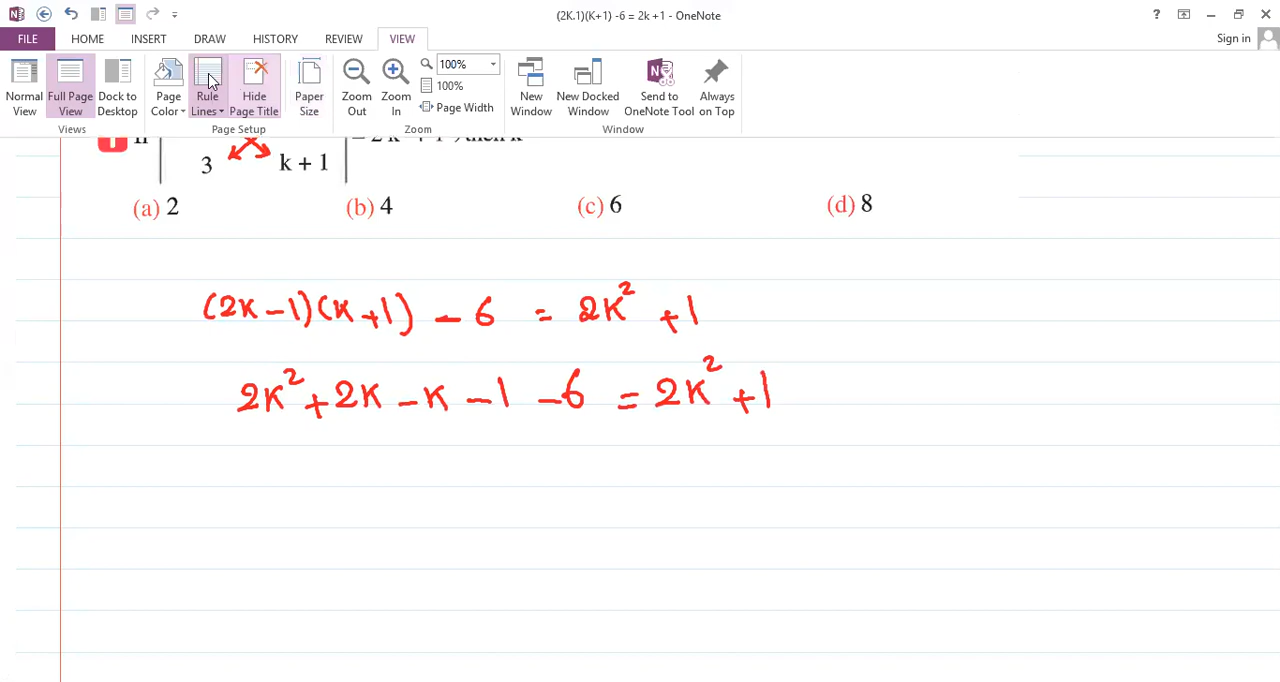 (2K.1)(K+1) -6 = 2k +1 - OneNote
?
FILE HOME INSERT DRAW HISTORY REVIEW VIEW Sign in
Normal View Full Page View Dock to Desktop Page Color Rule Lines Hide Page Title Paper Size Zoom Out Zoom In 100% 100% Page Width New Window New Docked Window Send to OneNote Tool Always on Top
Views Page Setup Zoom Window
3 k + 1
(a) 2 (b) 4 (c) 6 (d) 8
(2K-1)(K+1) - 6 = 2K² +1
2K²+2K-K-1-6 = 2K²+1